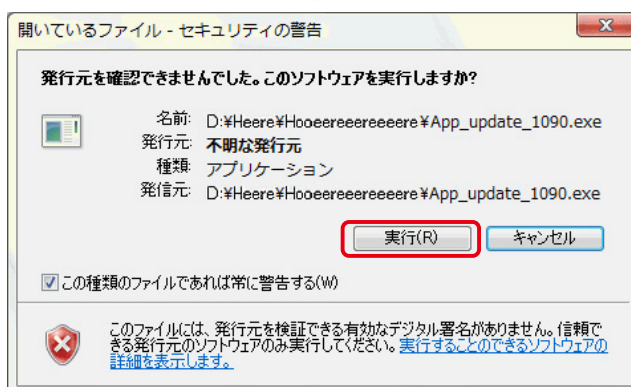 開いているファイル - セキュリティの警告
発行元を確認できませんでした。このソフトウェアを実行しますか?
名前: D:¥Heere¥Hooeereereereeere¥App_update_1090.exe
発行元: 不明な発行元
種類: アプリケーション
発信元: D:¥Heere¥Hooeereereereeere¥App_update_1090.exe
実行(R) キャンセル
この種類のファイルであれば常に警告する(W)
このファイルには、発行元を検証できる有効なデジタル署名がありません。信頼で
きる発行元のソフトウェアのみ実行してください。実行することのできるソフトウェアの
詳細を表示します。